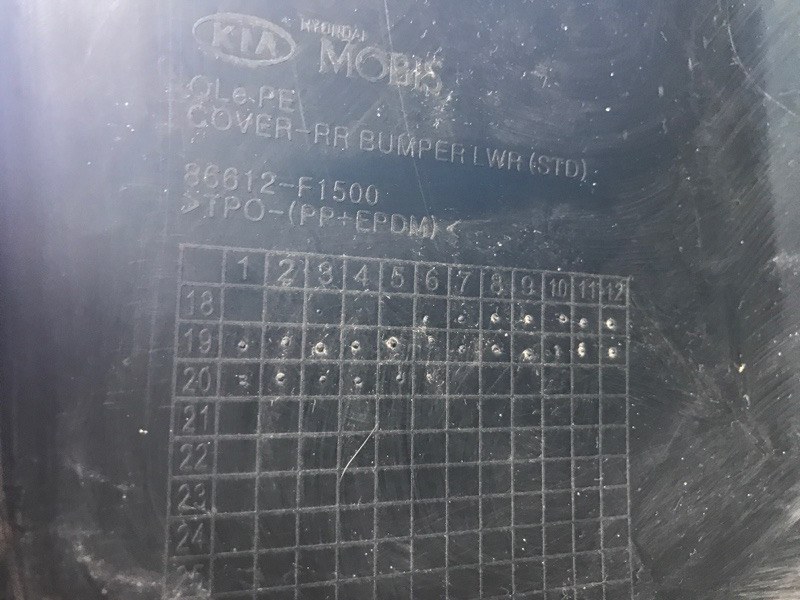 KIA HYUNDAI
MOBIS
QLe.PE
COVER-RR BUMPER LWR (STD)
86612-F1500
>TPO-(PP+EPDM)<
1 2 3 4 5 6 7 8 9 10 11 12
18
19
20
21
22
23
24
25